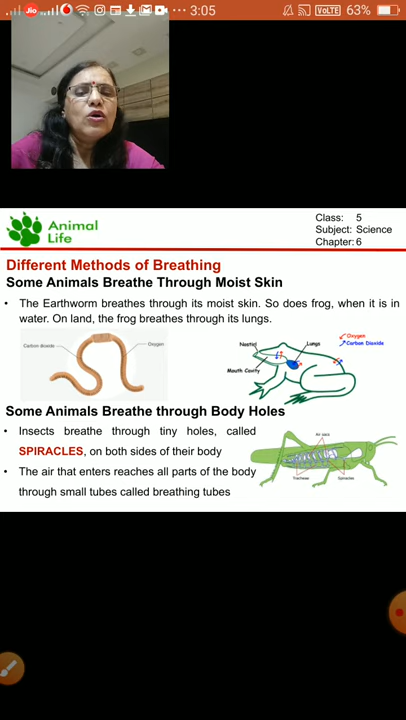 Jio
3:05
VoLTE
63%
Animal
Life
Class: 5
Subject: Science
Chapter: 6
Different Methods of Breathing
Some Animals Breathe Through Moist Skin
• The Earthworm breathes through its moist skin. So does frog, when it is in
water. On land, the frog breathes through its lungs.
Carbon dioxide
Oxygen
Nostril
Lungs
Mouth Cavity
Oxygen
Carbon Dioxide
Some Animals Breathe through Body Holes
• Insects breathe through tiny holes, called
SPIRACLES, on both sides of their body
• The air that enters reaches all parts of the body
through small tubes called breathing tubes
Air sacs
Tracheae
Spiracles